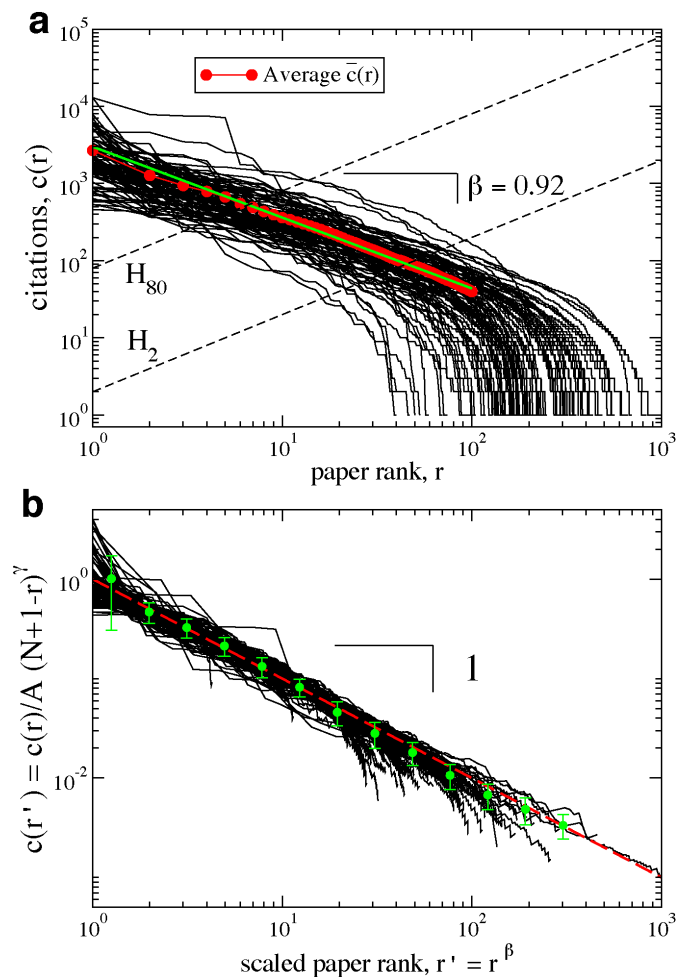 a
10^5
10^4
10^3
10^2
10^1
10^0
citations, c(r)
Average c̅(r)
β = 0.92
H_80
H_2
10^0 10^1 10^2 10^3
paper rank, r
b
10^0
10^-2
c(r') = c(r)/A (N+1-r)^γ
1
10^0 10^1 10^2 10^3
scaled paper rank, r' = r^β